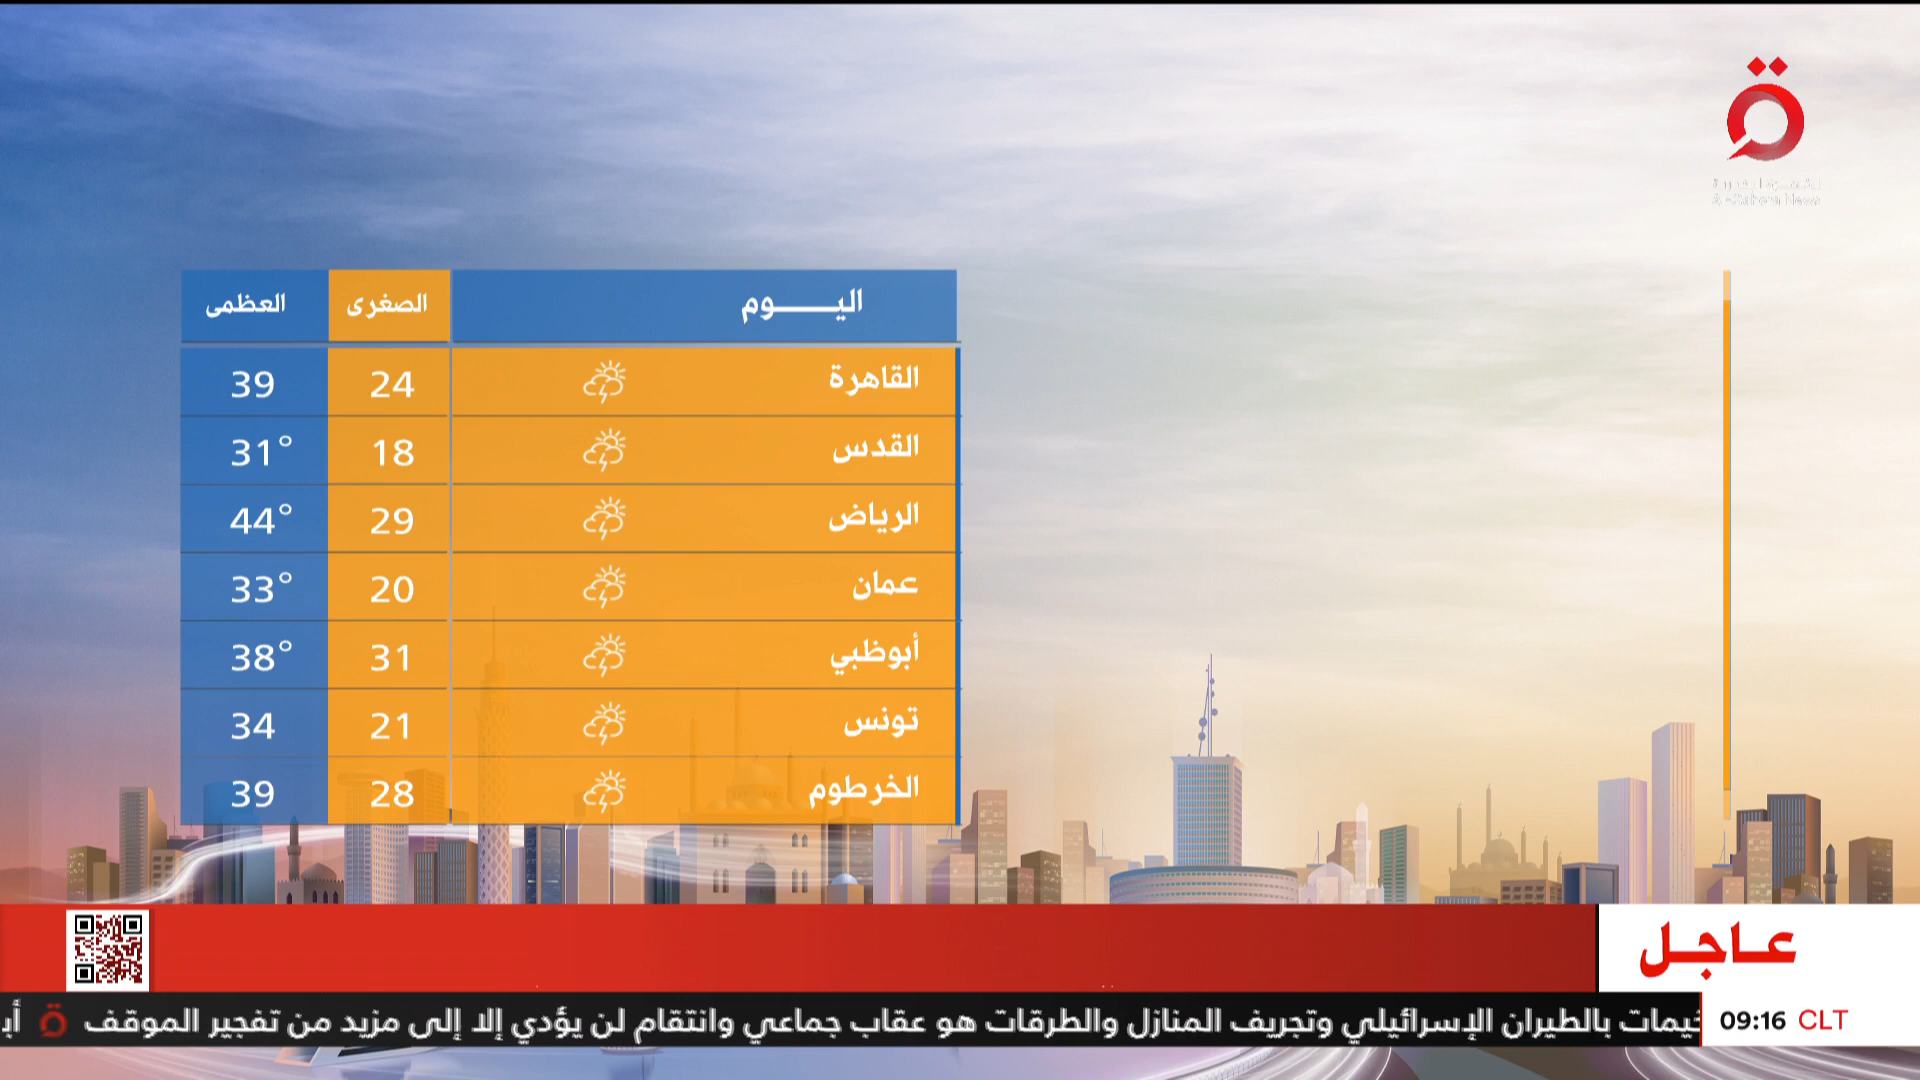 اليـــــوم الصغرى العظمى
القاهرة 24 39
القدس 18 31°
الرياض 29 44°
عمان 20 33°
أبوظبي 31 38°
تونس 21 34
الخرطوم 28 39
عـاجـل
بالطيران الإسرائيلي وتجريف المنازل والطرقات هو عقاب جماعي وانتقام لن يؤدي إلا إلى مزيد من تفجير الموقف
09:16 CLT